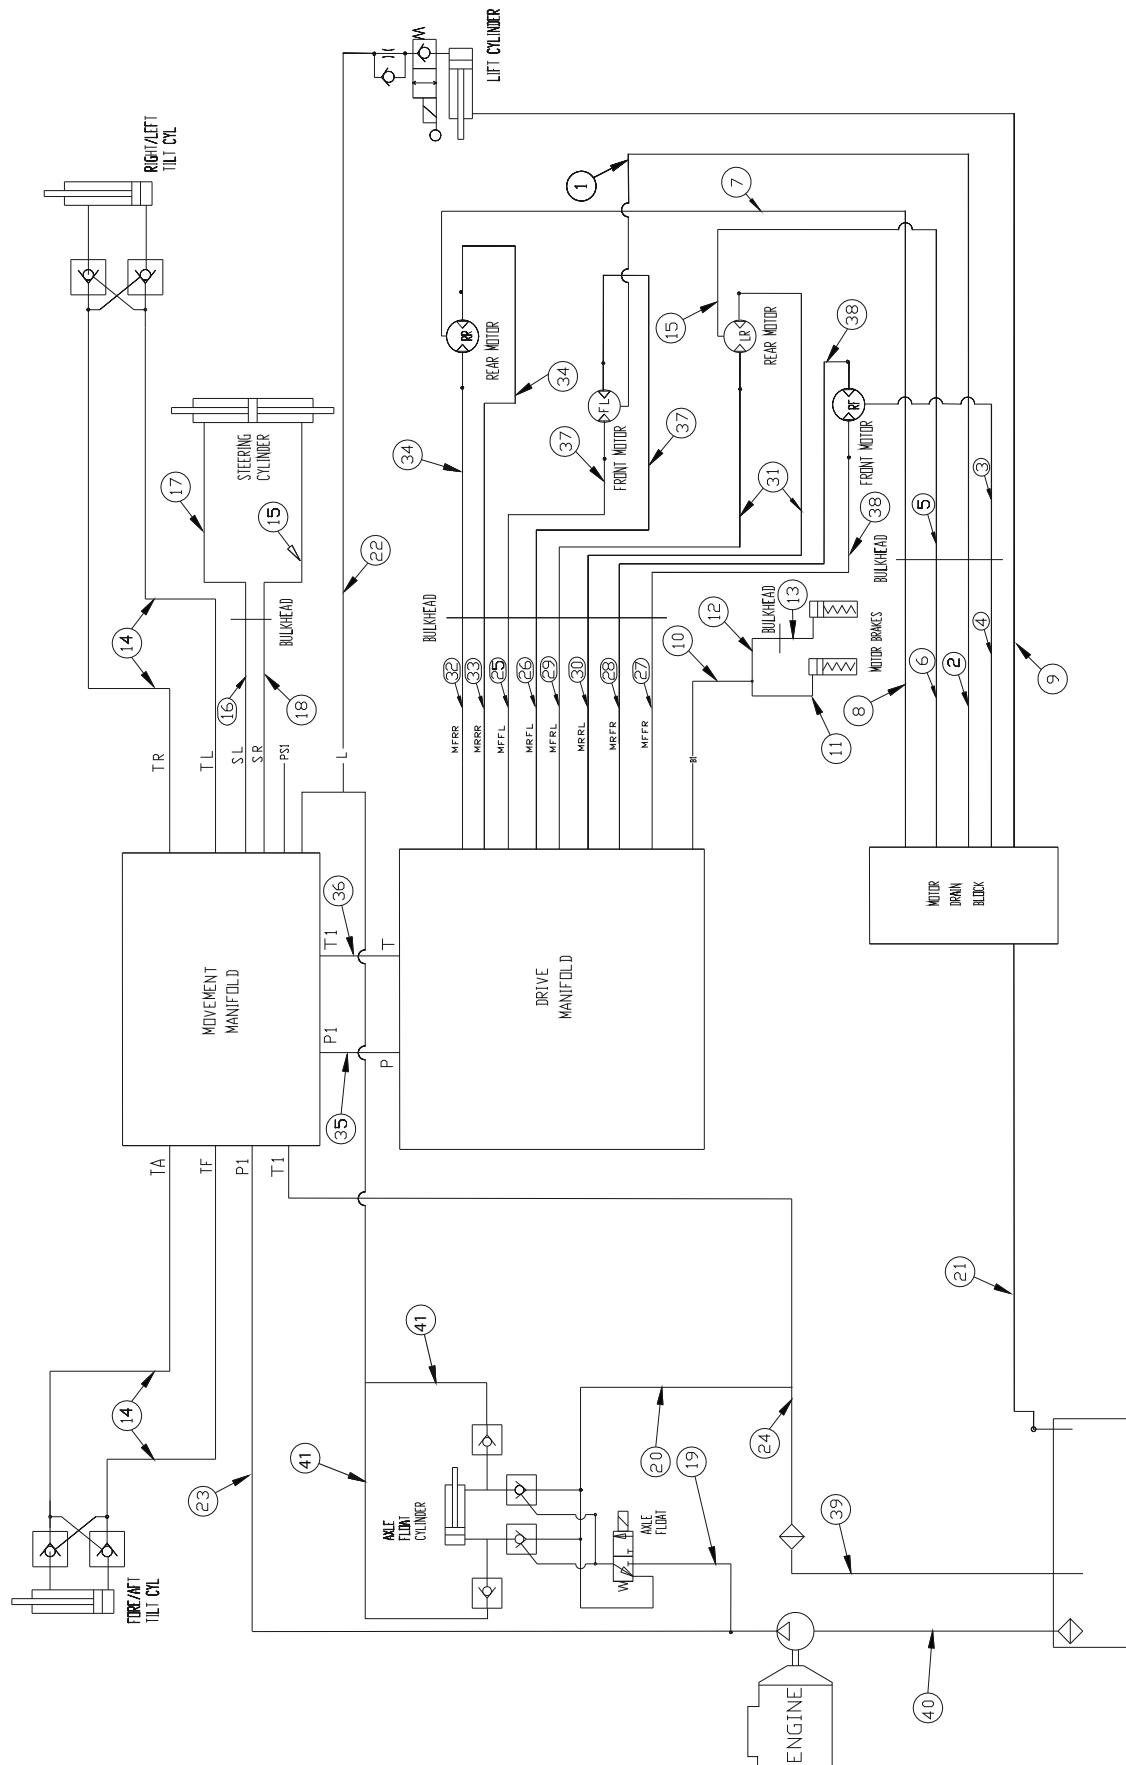 RIGHT/LEFT
TILT CYL
LIFT CYLINDER
STEERING
CYLINDER
17
15
14
16
18
BULKHEAD
22
TR
TL
SL
SR
PS1
L
1
7
RR
REAR MOTOR
34
34
FL
FRONT MOTOR
37
37
15
LR
REAR MOTOR
31
38
RF
FRONT MOTOR
38
3
5
BULKHEAD
4
6
2
8
9
BULKHEAD
32
33
25
26
29
30
28
27
MFRR
MRRR
MFFL
MRFL
MFRL
MRRL
MRFR
MFFR
10
12
BULKHEAD
13
11
MOTOR BRAKES
B1
MOVEMENT
MANIFOLD
T1
36
T
P1
35
P
DRIVE
MANIFOLD
MOTOR
DRAIN
BLOCK
TA
TF
P1
T1
14
23
FORE/AFT
TILT CYL
41
41
AXLE
FLOAT
CYLINDER
AXLE
FLOAT
20
19
24
21
39
40
ENGINE